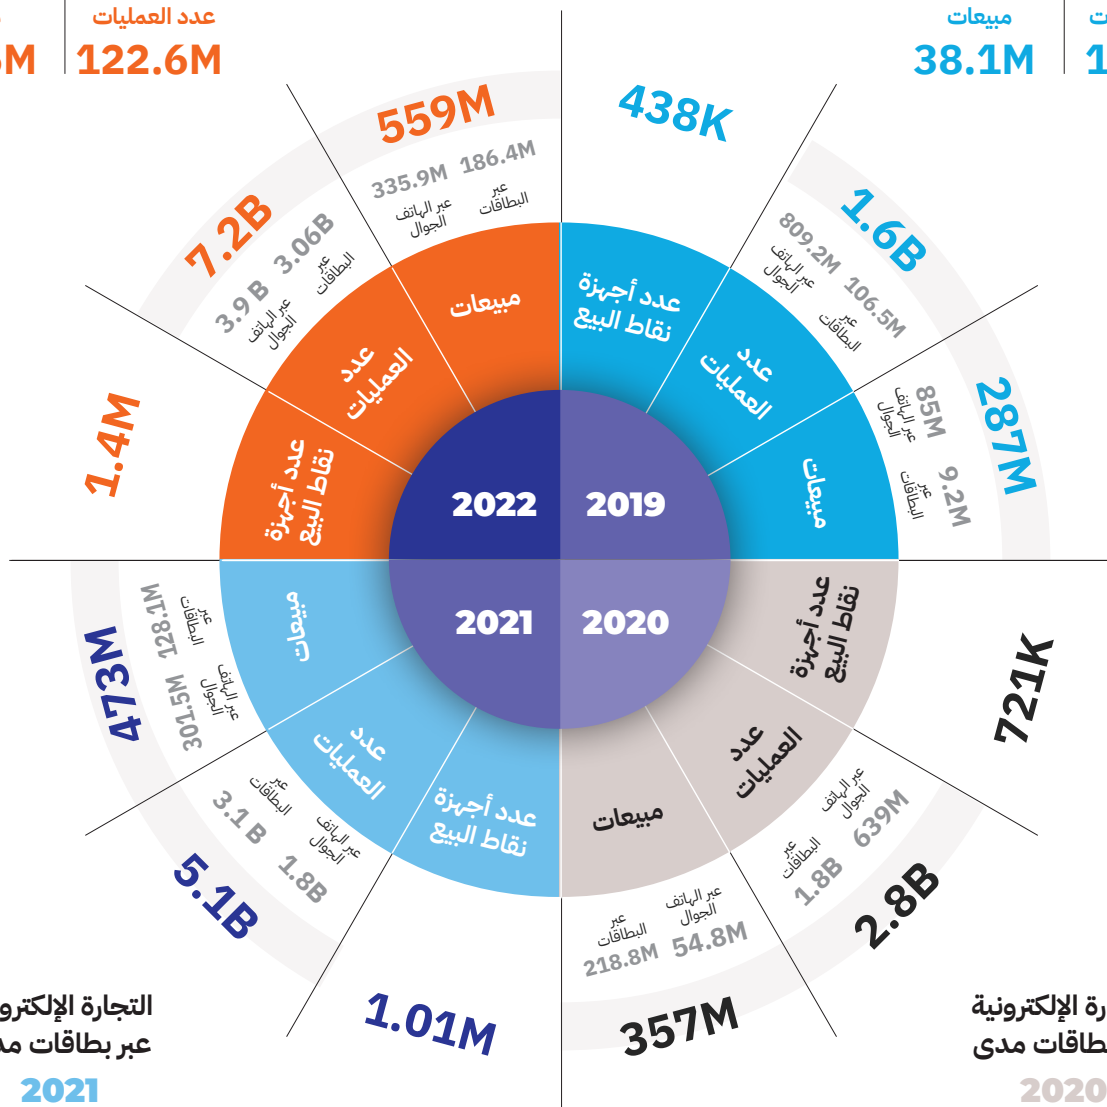 عدد العمليات
122.6M
مبيعات
38.1M
2019
438K
عدد أجهزة
نقاط البيع
1.6B
809.2M
عبر الهاتف
الجوال
106.5M
عبر
البطاقات
عدد
العمليات
287M
85M
عبر الهاتف
الجوال
9.2M
عبر
البطاقات
مبيعات
2020
721K
عدد أجهزة
نقاط البيع
2.8B
عبر الهاتف
الجوال
639M
عبر
البطاقات
1.8B
عدد
العمليات
357M
عبر الهاتف
الجوال
54.8M
عبر
البطاقات
218.8M
مبيعات
2021
1.01M
عدد أجهزة
نقاط البيع
5.1B
عبر
البطاقات
3.1 B
عبر الهاتف
الجوال
1.8B
عدد
العمليات
473M
عبر
البطاقات
128.1M
عبر الهاتف
الجوال
301.5M
مبيعات
2022
1.4M
عدد أجهزة
نقاط البيع
7.2B
3.9 B
عبر الهاتف
الجوال
3.06B
عبر
البطاقات
عدد
العمليات
559M
335.9M
عبر الهاتف
الجوال
186.4M
عبر
البطاقات
مبيعات
الإلكترونية
مدى
2020
التجارة
عبر بطاقات
2021